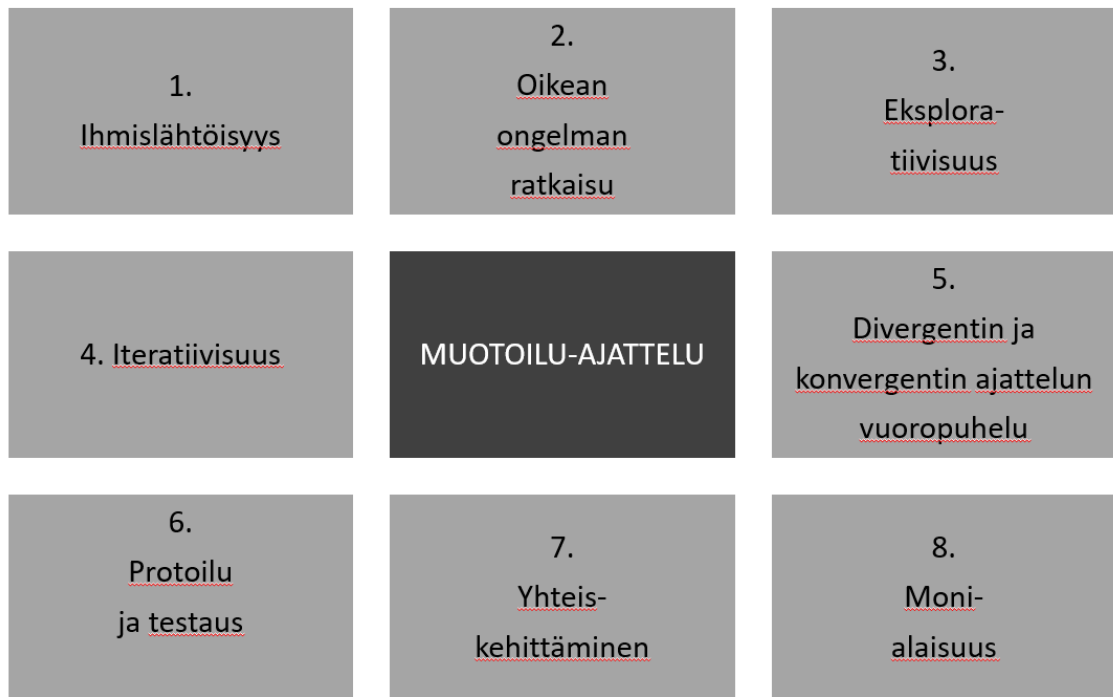 1.
Ihmislähtöisyys
2.
Oikean
ongelman
ratkaisu
3.
Eksplora-
tiivisuus
4. Iteratiivisuus
MUOTOILU-AJATTELU
5.
Divergentin ja
konvergentin ajattelun
vuoropuhelu
6.
Protoilu
ja testaus
7.
Yhteis-
kehittäminen
8.
Moni-
alaisuus